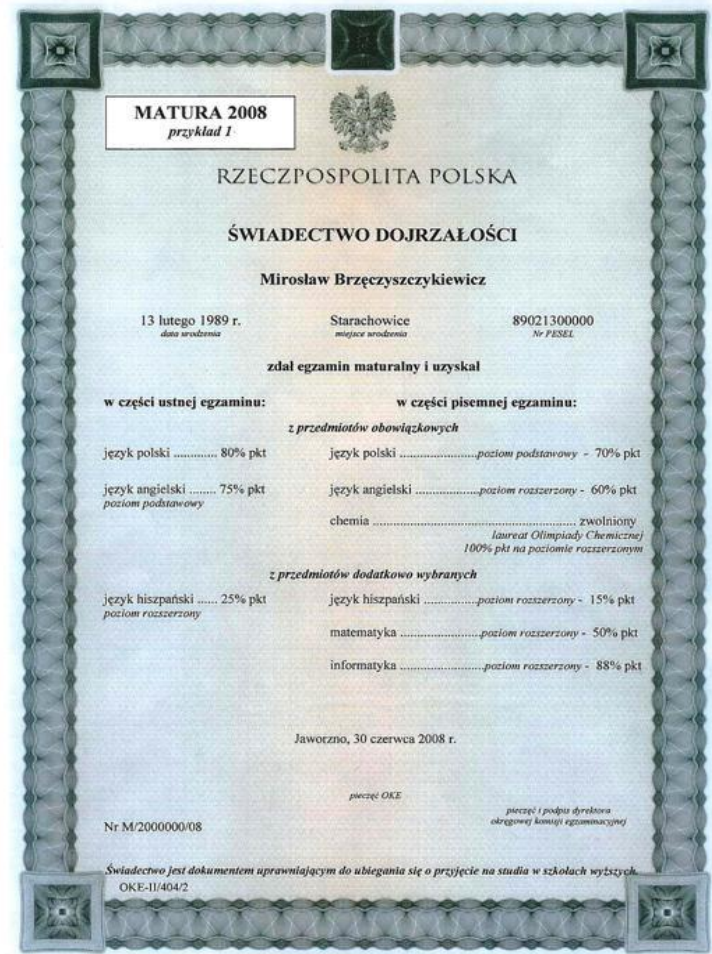 MATURA 2008
przykład 1
RZECZPOSPOLITA POLSKA
ŚWIADECTWO DOJRZAŁOŚCI
Mirosław Brzęczyszczykiewicz
13 lutego 1989 r. Starachowice 89021300000
data urodzenia miejsce urodzenia Nr PESEL
zdał egzamin maturalny i uzyskał
w części ustnej egzaminu: w części pisemnej egzaminu:
z przedmiotów obowiązkowych
język polski ............. 80% pkt język polski .........................poziom podstawowy - 70% pkt
język angielski ........ 75% pkt język angielski ...................poziom rozszerzony - 60% pkt
poziom podstawowy
chemia ............................................................. zwolniony
laureat Olimpiady Chemicznej
100% pkt na poziomie rozszerzonym
z przedmiotów dodatkowo wybranych
język hiszpański ...... 25% pkt język hiszpański ................poziom rozszerzony - 15% pkt
poziom rozszerzony
matematyka .........................poziom rozszerzony - 50% pkt
informatyka .........................poziom rozszerzony - 88% pkt
Jaworzno, 30 czerwca 2008 r.
pieczęć OKE
pieczęć i podpis dyrektora
okręgowej komisji egzaminacyjnej
Nr M/2000000/08
Świadectwo jest dokumentem uprawniającym do ubiegania się o przyjęcie na studia w szkołach wyższych.
OKE-II/404/2